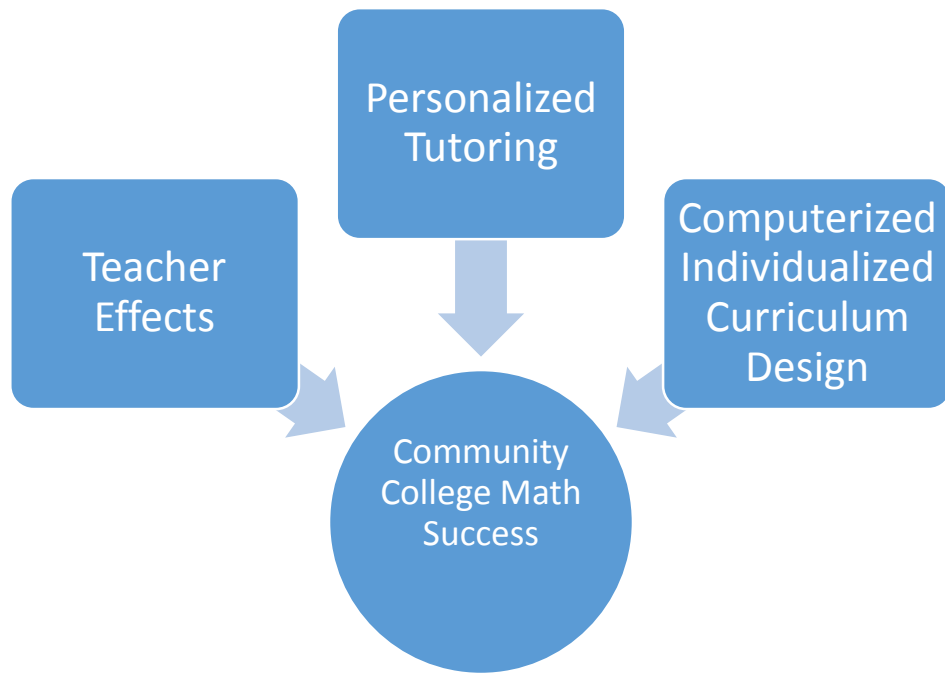 Personalized
Tutoring
Teacher
Effects
Computerized
Individualized
Curriculum
Design
Community
College Math
Success